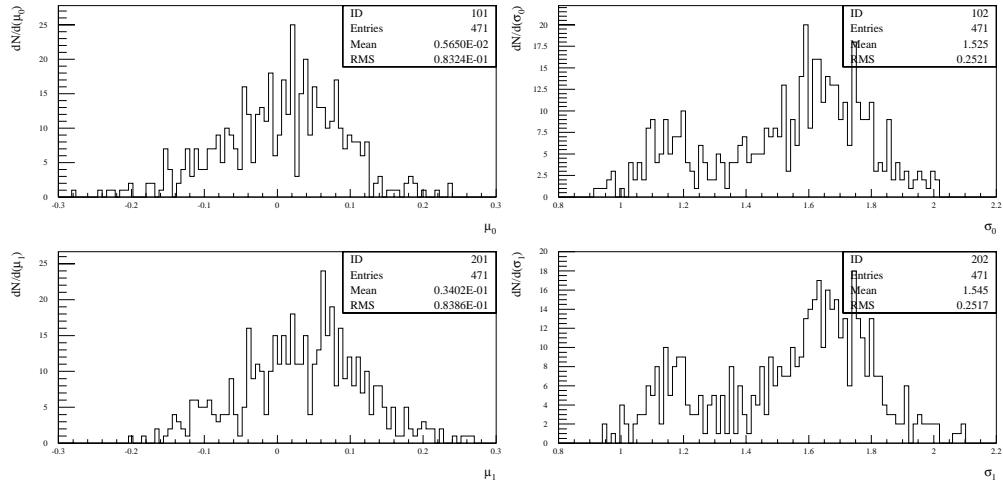 dN/d(μ0)
ID 101
Entries 471
Mean 0.5650E-02
RMS 0.8324E-01
25
20
15
10
5
0
-0.3 -0.2 -0.1 0 0.1 0.2 0.3
μ0
dN/d(σ0)
ID 102
Entries 471
Mean 1.525
RMS 0.2521
20
17.5
15
12.5
10
7.5
5
2.5
0
0.8 1 1.2 1.4 1.6 1.8 2 2.2
σ0
dN/d(μ1)
ID 201
Entries 471
Mean 0.3402E-01
RMS 0.8386E-01
25
20
15
10
5
0
-0.3 -0.2 -0.1 0 0.1 0.2 0.3
μ1
dN/d(σ1)
ID 202
Entries 471
Mean 1.545
RMS 0.2517
20
18
16
14
12
10
8
6
4
2
0
0.8 1 1.2 1.4 1.6 1.8 2 2.2
σ1